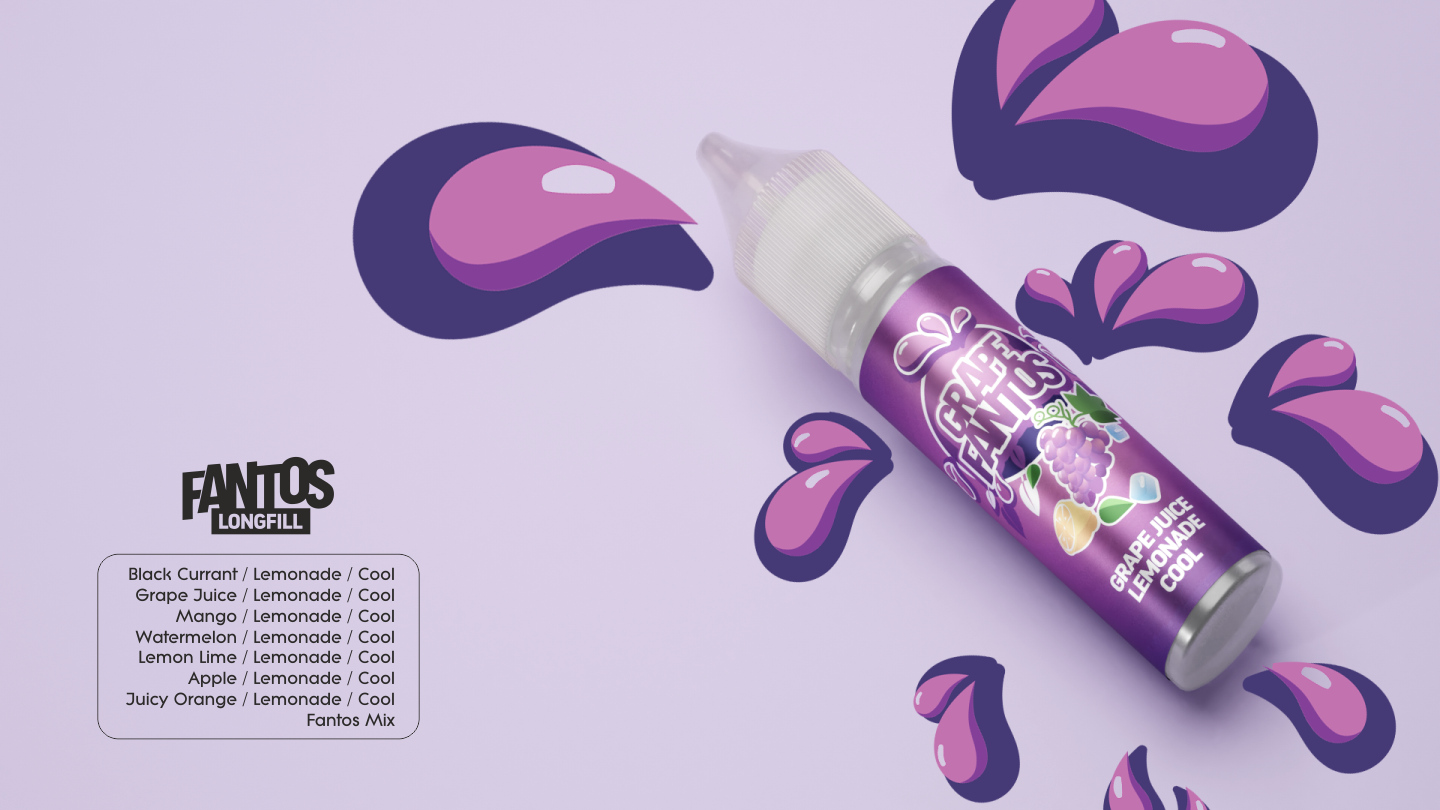 FANTOS
LONGFILL
Black Currant / Lemonade / Cool
Grape Juice / Lemonade / Cool
Mango / Lemonade / Cool
Watermelon / Lemonade / Cool
Lemon Lime / Lemonade / Cool
Apple / Lemonade / Cool
Juicy Orange / Lemonade / Cool
Fantos Mix
GRAPE
FANTOS
GRAPE JUICE
LEMONADE
COOL